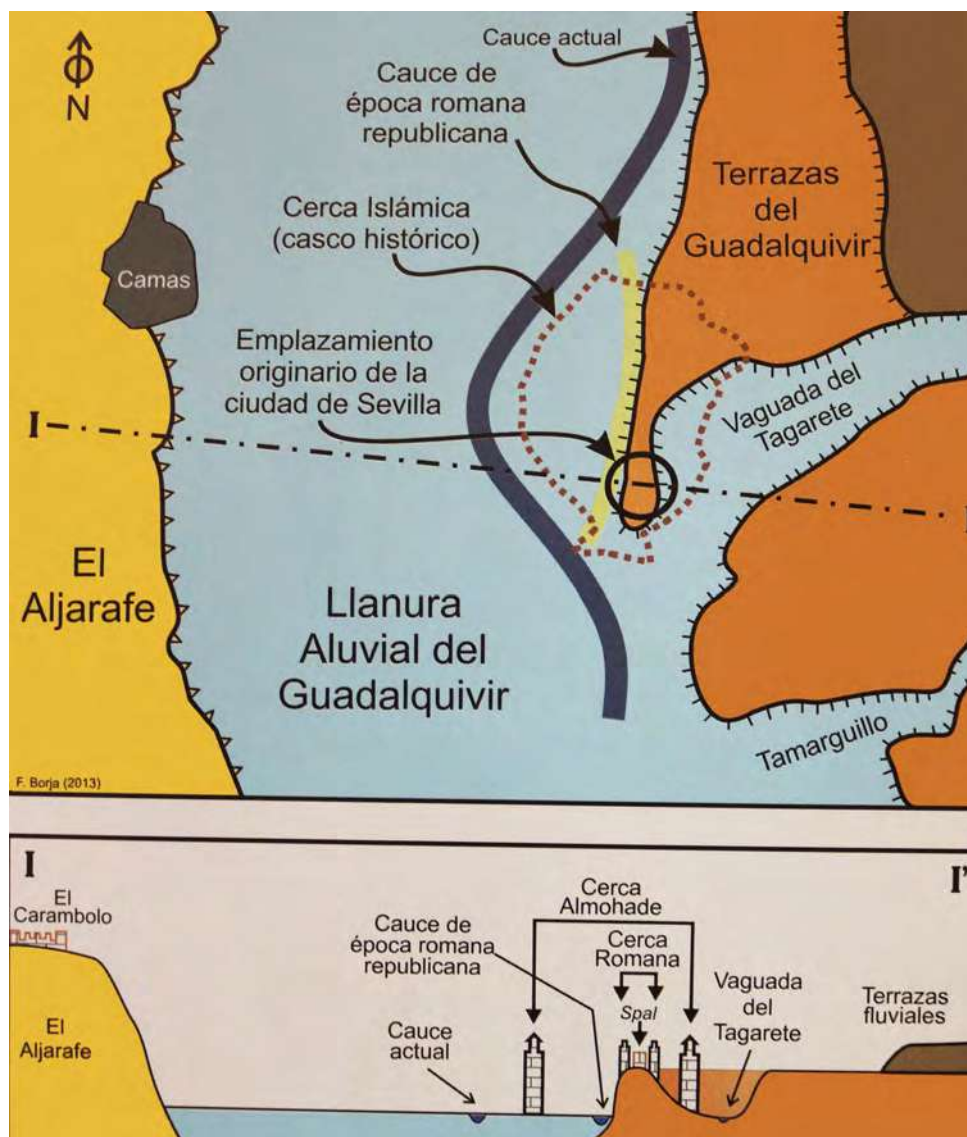 N
Cauce actual
Cauce de
época romana
republicana
Cerca Islámica
(casco histórico)
Terrazas
del
Guadalquivir
Camas
Emplazamiento
originario de la
ciudad de Sevilla
Vaguada del
Tagarete
I
El
Aljarafe
Llanura
Aluvial del
Guadalquivir
Tamarguillo
F. Borja (2013)
I
I'
El
Carambolo
Cerca
Almohade
Cauce de
época romana
republicana
Cerca
Romana
Spal
Vaguada
del
Tagarete
Terrazas
fluviales
El
Aljarafe
Cauce
actual